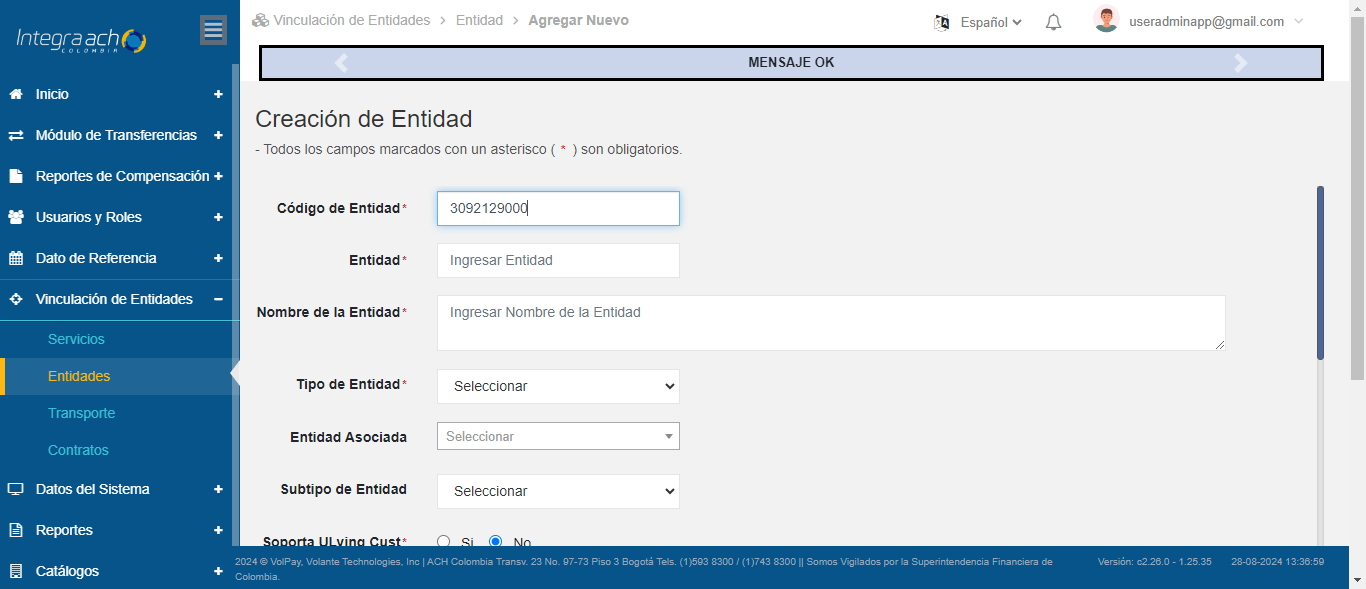 Integra ach
COLOMBIA
Vinculación de Entidades > Entidad > Agregar Nuevo
Español
useradminapp@gmail.com
MENSAJE OK
Inicio +
Módulo de Transferencias +
Reportes de Compensación +
Usuarios y Roles +
Dato de Referencia +
Vinculación de Entidades −
Servicios
Entidades
Transporte
Contratos
Datos del Sistema +
Reportes +
Catálogos +
Creación de Entidad
- Todos los campos marcados con un asterisco ( * ) son obligatorios.
Código de Entidad* 3092129000
Entidad* Ingresar Entidad
Nombre de la Entidad* Ingresar Nombre de la Entidad
Tipo de Entidad* Seleccionar
Entidad Asociada Seleccionar
Subtipo de Entidad Seleccionar
Soporta ULying Cust* Si No
2024 © VolPay, Volante Technologies, Inc | ACH Colombia Transv. 23 No. 97-73 Piso 3 Bogotá Tels. (1)593 8300 / (1)743 8300 || Somos Vigilados por la Superintendencia Financiera de
Colombia.
Versión: c2.26.0 - 1.25.35 28-08-2024 13:36:59